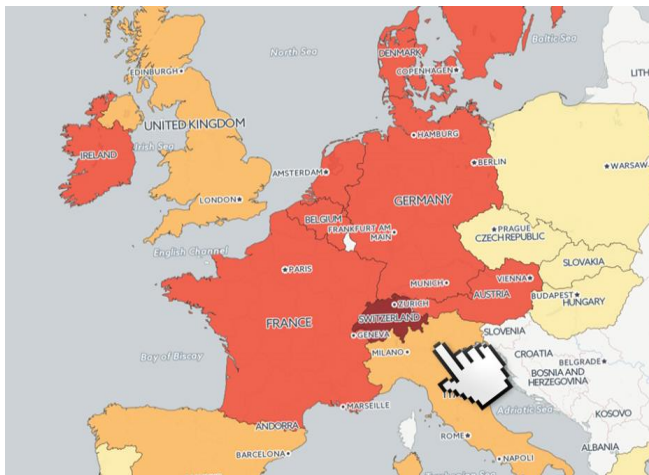 North Sea
Baltic Sea
DENMARK
COPENHAGEN
LITH
EDINBURGH
UNITED KINGDOM
HAMBURG
Irish Sea
IRELAND
BERLIN
WARSAW
AMSTERDAM
LONDON
GERMANY
BELGIUM
FRANKFURT AM
MAIN
PRAGUE
CZECH REPUBLIC
English Channel
SLOVAKIA
PARIS
MUNICH
VIENNA
AUSTRIA
BUDAPEST
HUNGARY
ZÜRICH
SWITZERLAND
FRANCE
GENEVA
SLOVENIA
MILANO
CROATIA
Bay of Biscay
BELGRADE
BOSNIA AND
HERZEGOVINA
MARSEILLE
Adriatic Sea
KOSOVO
ANDORRA
ROME
ALBANIA
BARCELONA
NAPOLI